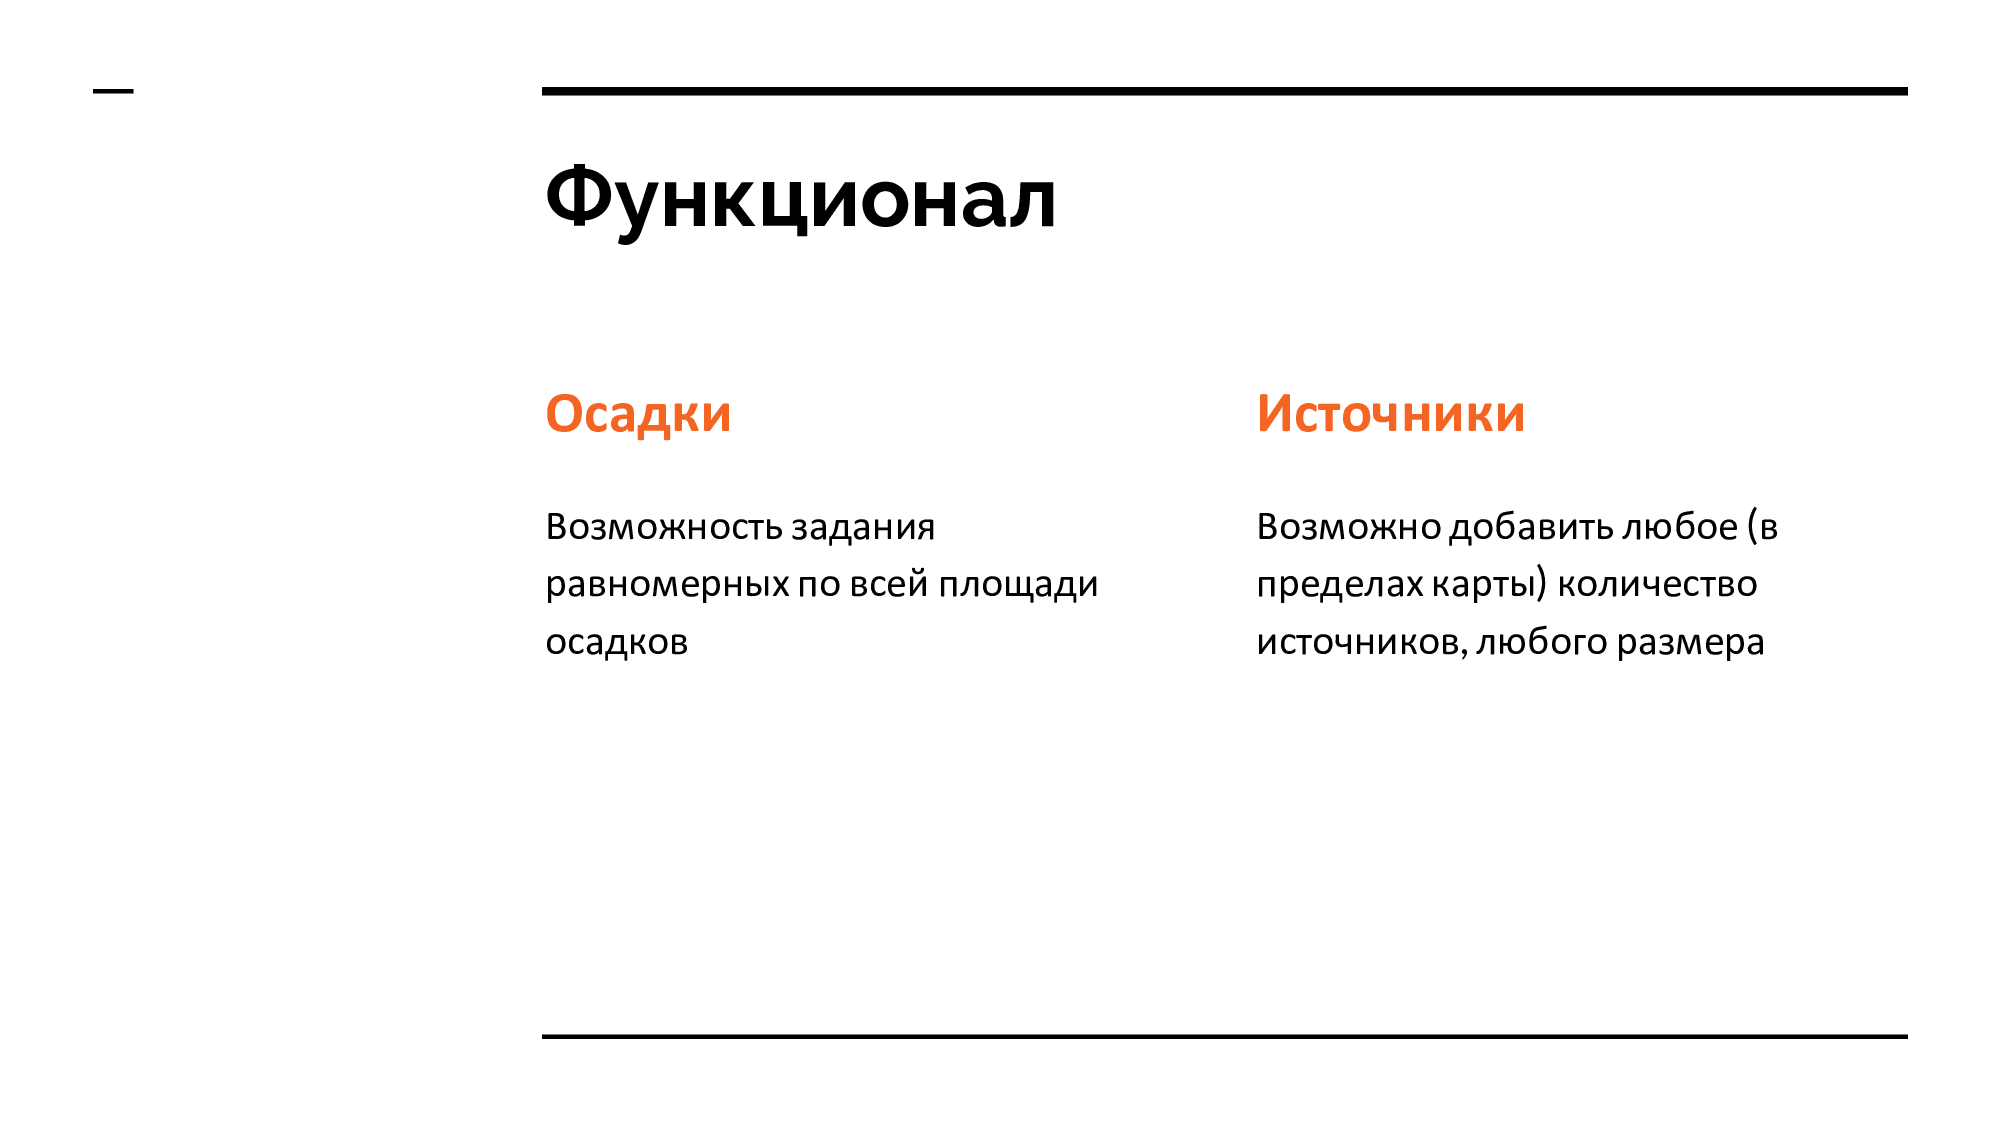 Функционал
Осадки
Возможность задания
равномерных по всей площади
осадков
Источники
Возможно добавить любое (в
пределах карты) количество
источников, любого размера